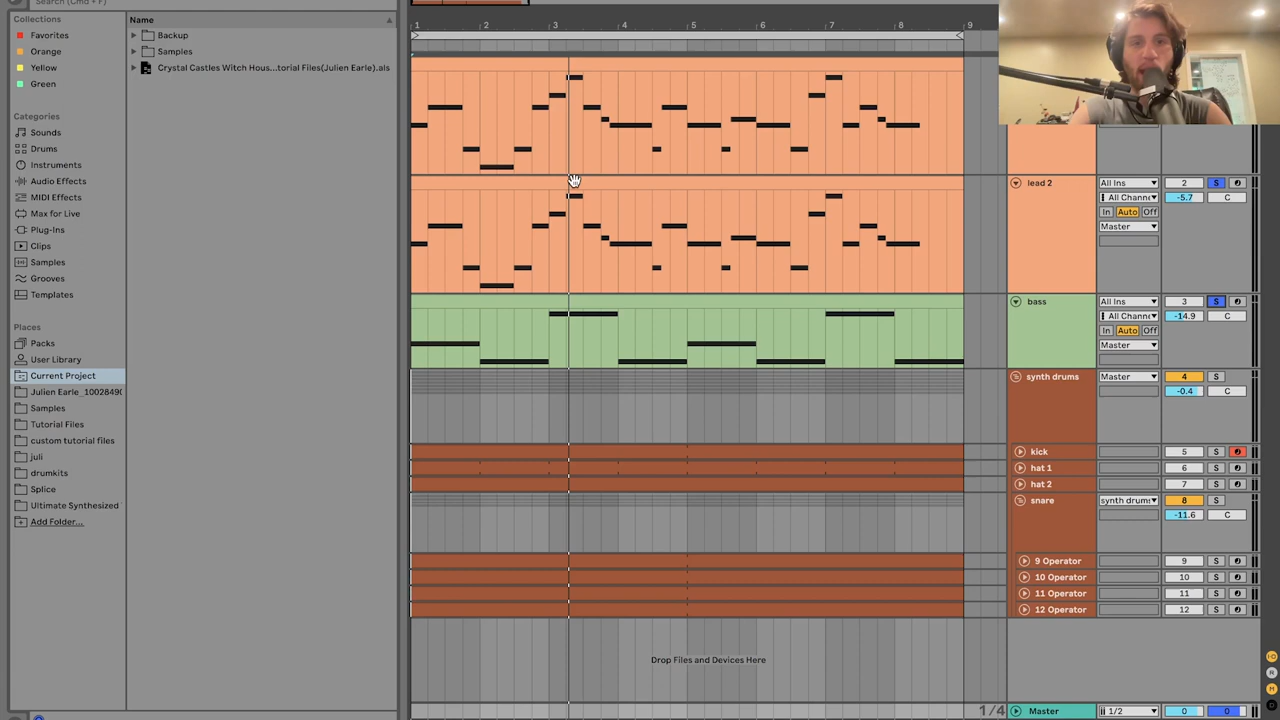 Search (Cmd + F)
Collections
Favorites
Orange
Yellow
Green
Categories
Sounds
Drums
Instruments
Audio Effects
MIDI Effects
Max for Live
Plug-Ins
Clips
Samples
Grooves
Templates
Places
Packs
User Library
Current Project
Julien Earle_1002849(
Samples
Tutorial Files
custom tutorial files
juli
drumkits
Splice
Ultimate Synthesized
Add Folder...
Name
Backup
Samples
Crystal Castles Witch Hous...torial Files(Julien Earle).als
1 2 3 4 5 6 7 8 9
lead 2 All Ins 2 S
All Channe -5.7 C
In Auto Off
Master
bass All Ins 3 S
All Channe -14.9 C
In Auto Off
Master
synth drums Master 4 S
-0.4 C
kick 5 S
hat 1 6 S
hat 2 7 S
snare synth drums 8 S
-11.6 C
9 Operator 9 S
10 Operator 10 S
11 Operator 11 S
12 Operator 12 S
Drop Files and Devices Here
1/4
Master 1/2 0 0